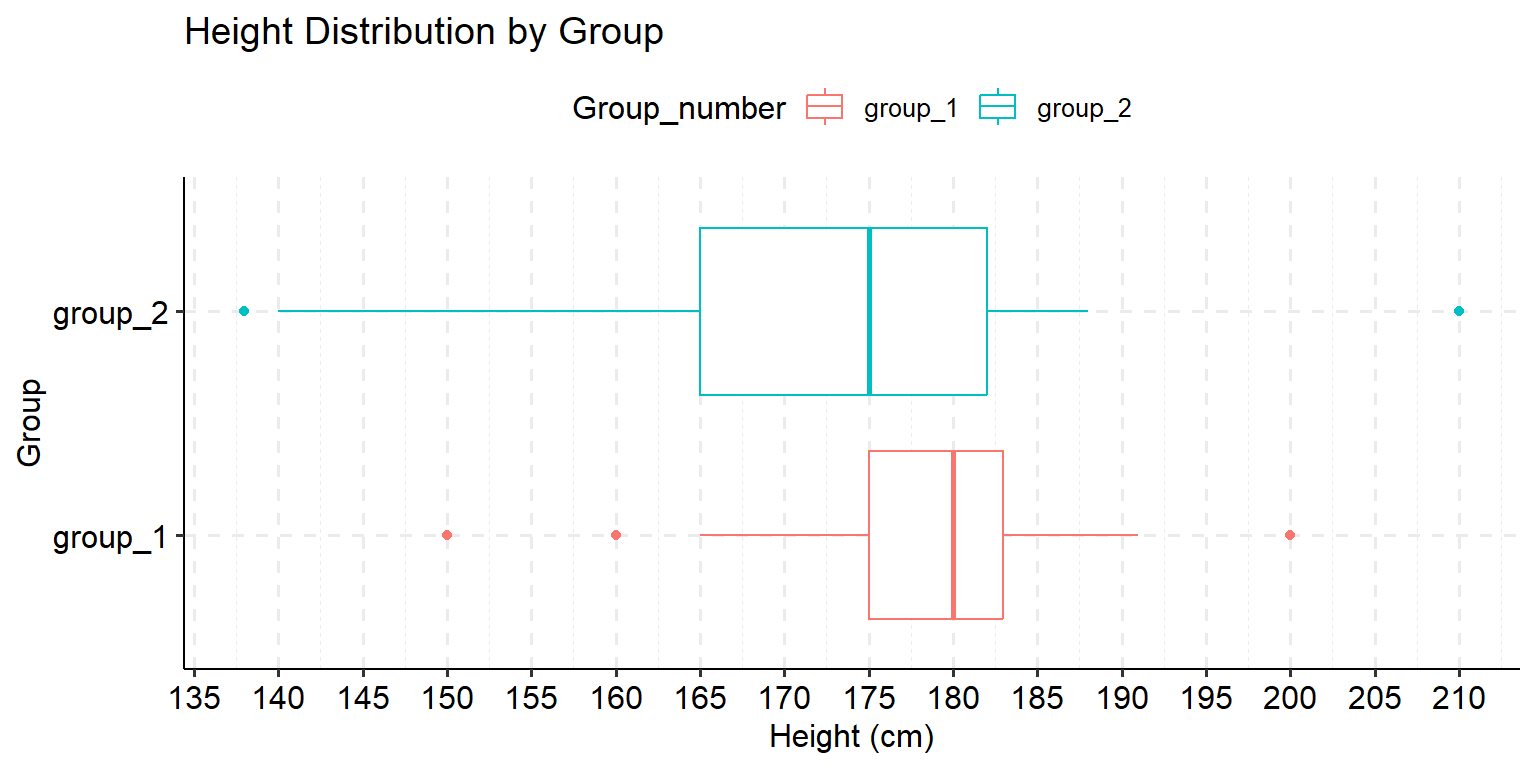 Height Distribution by Group
Group_number group_1 group_2
group_2
group_1
Group
135 140 145 150 155 160 165 170 175 180 185 190 195 200 205 210
Height (cm)